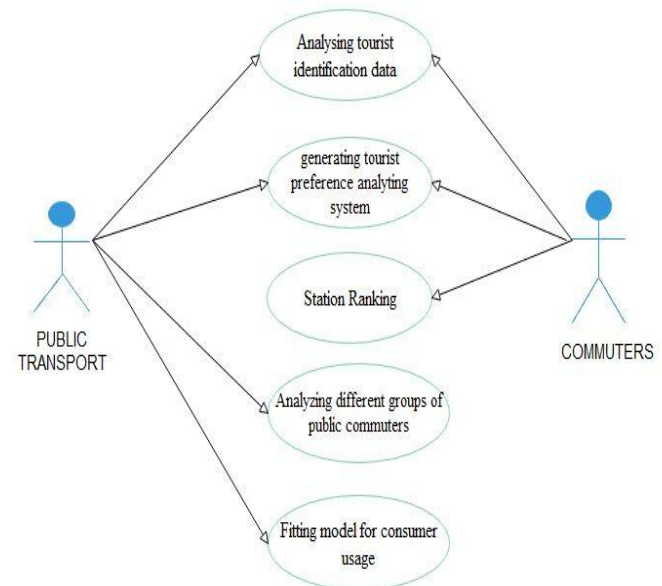 Analysing tourist
identification data
generating tourist
preference analyting
system
Station Ranking
PUBLIC
TRANSPORT
COMMUTERS
Analyzing different groups of
public commuters
Fitting model for consumer
usage